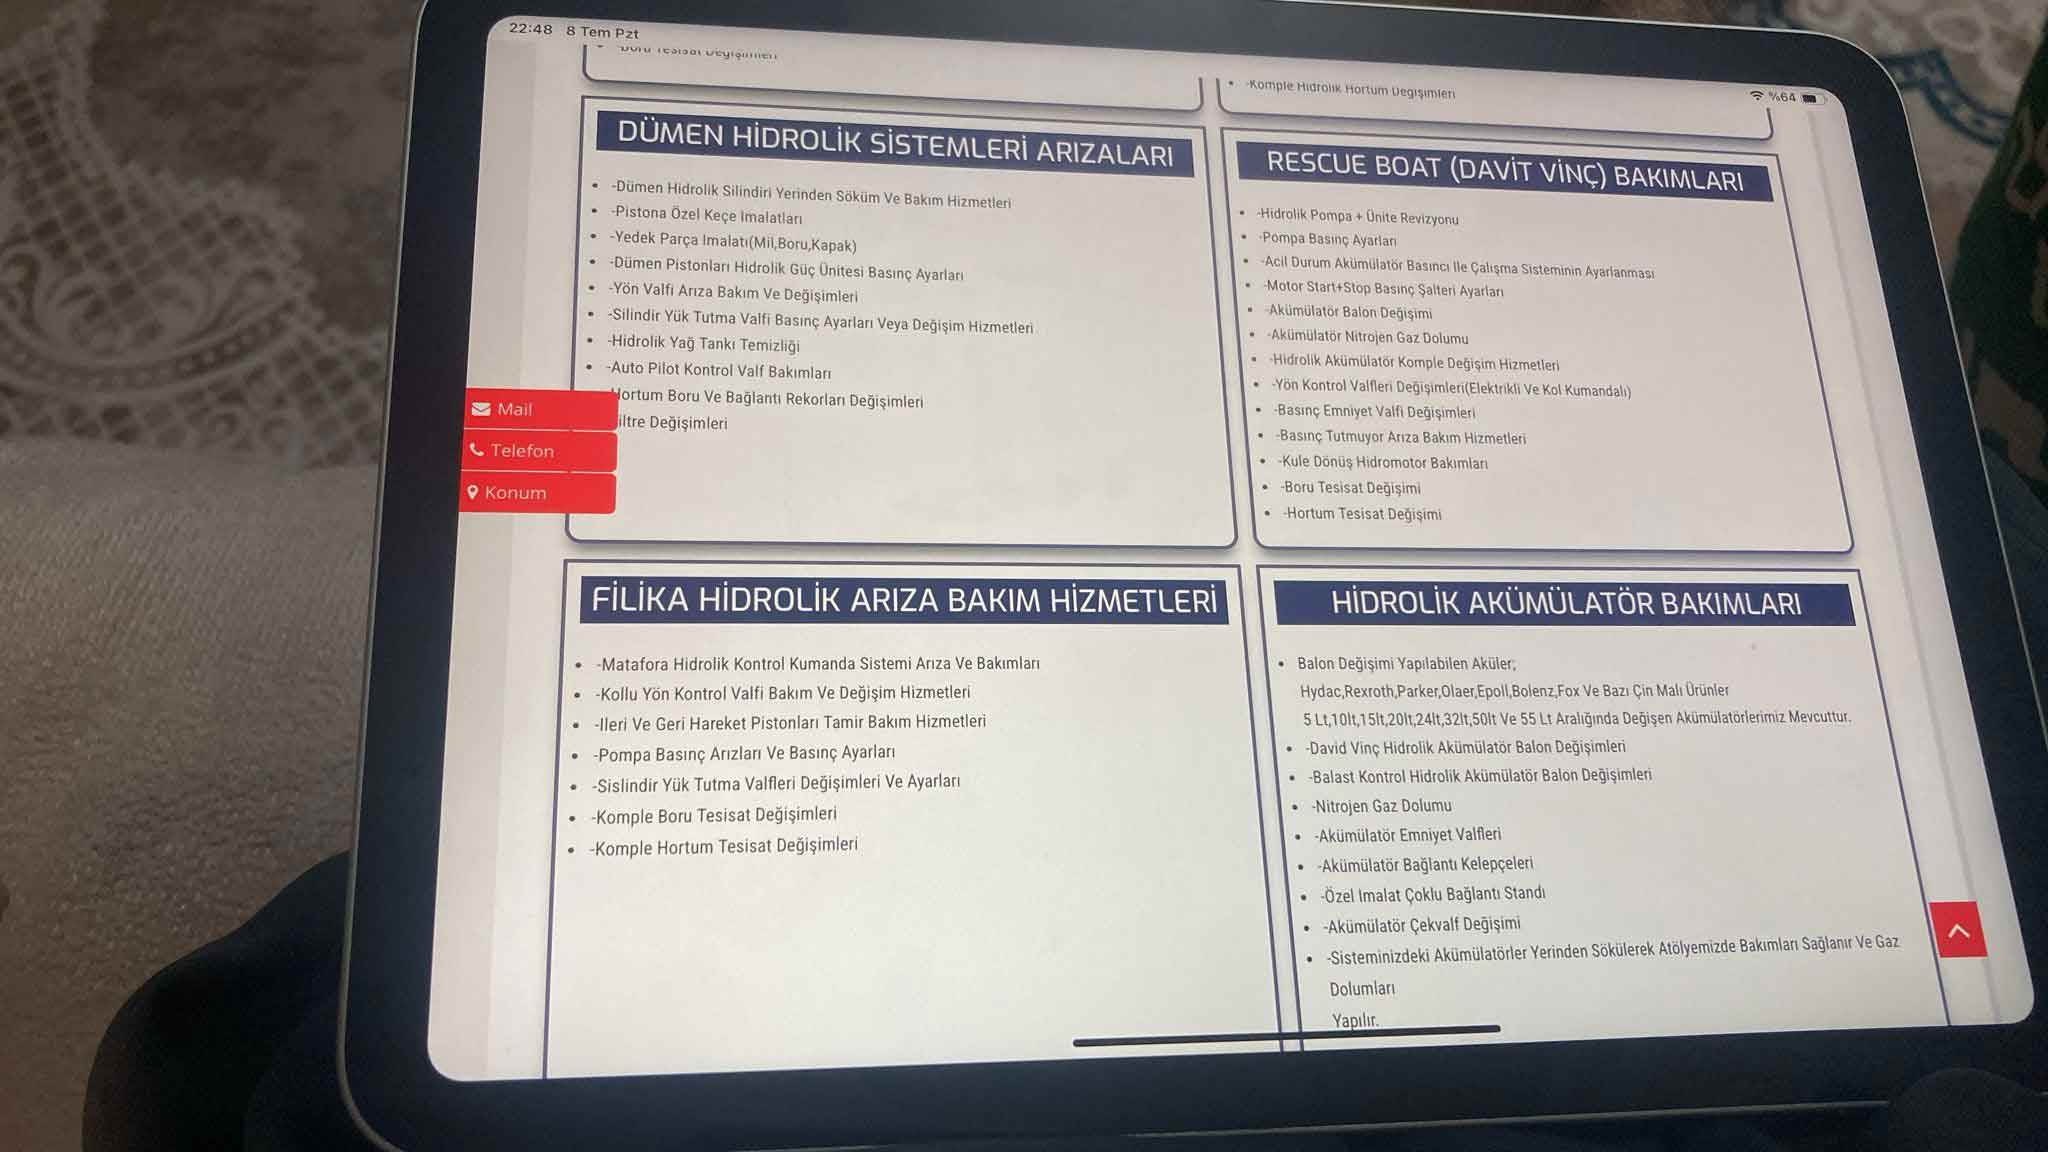 22:48 8 Tem Pzt
%64
-Boru Tesisat Değişimleri
-Komple Hidrolik Hortum Değişimleri
DÜMEN HİDROLİK SİSTEMLERİ ARIZALARI
-Dümen Hidrolik Silindiri Yerinden Söküm Ve Bakım Hizmetleri
-Pistona Özel Keçe Imalatları
-Yedek Parça Imalatı(Mil,Boru,Kapak)
-Dümen Pistonları Hidrolik Güç Ünitesi Basınç Ayarları
-Yön Valfi Arıza Bakım Ve Değişimleri
-Silindir Yük Tutma Valfi Basınç Ayarları Veya Değişim Hizmetleri
-Hidrolik Yağ Tankı Temizliği
-Auto Pilot Kontrol Valf Bakımları
Hortum Boru Ve Bağlantı Rekorları Değişimleri
iltre Değişimleri
Mail
Telefon
Konum
RESCUE BOAT (DAVİT VİNÇ) BAKIMLARI
-Hidrolik Pompa + Ünite Revizyonu
-Pompa Basınç Ayarları
-Acil Durum Akümülatör Basıncı Ile Çalışma Sisteminin Ayarlanması
-Motor Start+Stop Basınç Şalteri Ayarları
-Akümülatör Balon Değişimi
-Akümülatör Nitrojen Gaz Dolumu
-Hidrolik Akümülatör Komple Değişim Hizmetleri
-Yön Kontrol Valfleri Değişimleri(Elektrikli Ve Kol Kumandalı)
-Basınç Emniyet Valfi Değişimleri
-Basınç Tutmuyor Arıza Bakım Hizmetleri
-Kule Dönüş Hidromotor Bakımları
-Boru Tesisat Değişimi
-Hortum Tesisat Değişimi
FİLİKA HİDROLİK ARIZA BAKIM HİZMETLERİ
-Matafora Hidrolik Kontrol Kumanda Sistemi Arıza Ve Bakımları
-Kollu Yön Kontrol Valfi Bakım Ve Değişim Hizmetleri
-Ileri Ve Geri Hareket Pistonları Tamir Bakım Hizmetleri
-Pompa Basınç Arızları Ve Basınç Ayarları
-Sislindir Yük Tutma Valfleri Değişimleri Ve Ayarları
-Komple Boru Tesisat Değişimleri
-Komple Hortum Tesisat Değişimleri
HİDROLİK AKÜMÜLATÖR BAKIMLARI
Balon Değişimi Yapılabilen Aküler;
Hydac,Rexroth,Parker,Olaer,Epoll,Bolenz,Fox Ve Bazı Çin Malı Ürünler
5 Lt,10lt,15lt,20lt,24lt,32lt,50lt Ve 55 Lt Aralığında Değişen Akümülatörlerimiz Mevcuttur.
-David Vinç Hidrolik Akümülatör Balon Değişimleri
-Balast Kontrol Hidrolik Akümülatör Balon Değişimleri
-Nitrojen Gaz Dolumu
-Akümülatör Emniyet Valfleri
-Akümülatör Bağlantı Kelepçeleri
-Özel Imalat Çoklu Bağlantı Standı
-Akümülatör Çekvalf Değişimi
-Sisteminizdeki Akümülatörler Yerinden Sökülerek Atölyemizde Bakımları Sağlanır Ve Gaz
Dolumları
Yapılır.